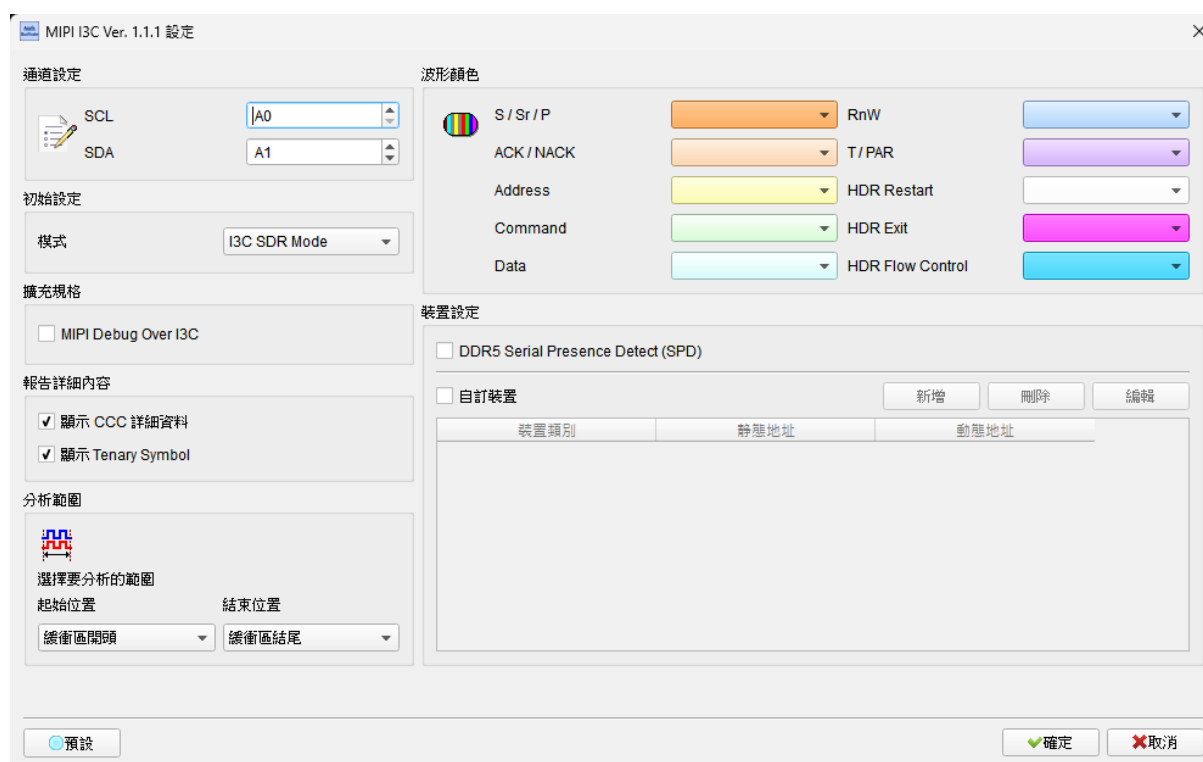 MIPI I3C Ver. 1.1.1 設定
通道設定
SCL
A0
SDA
A1
初始設定
模式
I3C SDR Mode
擴充規格
MIPI Debug Over I3C
報告詳細內容
顯示 CCC 詳細資料
顯示 Tenary Symbol
分析範圍
選擇要分析的範圍
起始位置
結束位置
緩衝區開頭
緩衝區結尾
波形顏色
S / Sr / P
RnW
ACK / NACK
T / PAR
Address
HDR Restart
Command
HDR Exit
Data
HDR Flow Control
裝置設定
DDR5 Serial Presence Detect (SPD)
自訂裝置
新增
刪除
編輯
裝置類別
靜態地址
動態地址
預設
確定
取消